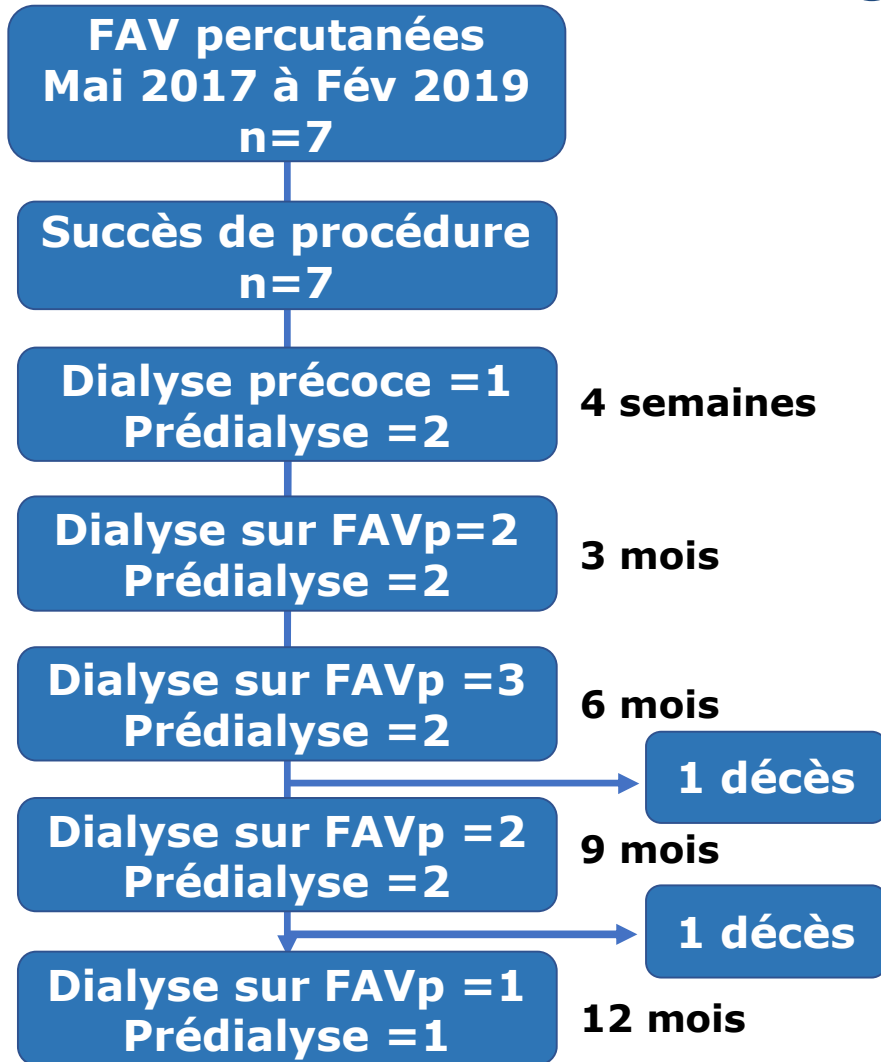 FAV percutanées
Mai 2017 à Fév 2019
n=7
Succès de procédure
n=7
Dialyse précoce =1
Prédialyse =2
4 semaines
Dialyse sur FAVp=2
Prédialyse =2
3 mois
Dialyse sur FAVp =3
Prédialyse =2
6 mois
1 décès
Dialyse sur FAVp =2
Prédialyse =2
9 mois
1 décès
Dialyse sur FAVp =1
Prédialyse =1
12 mois